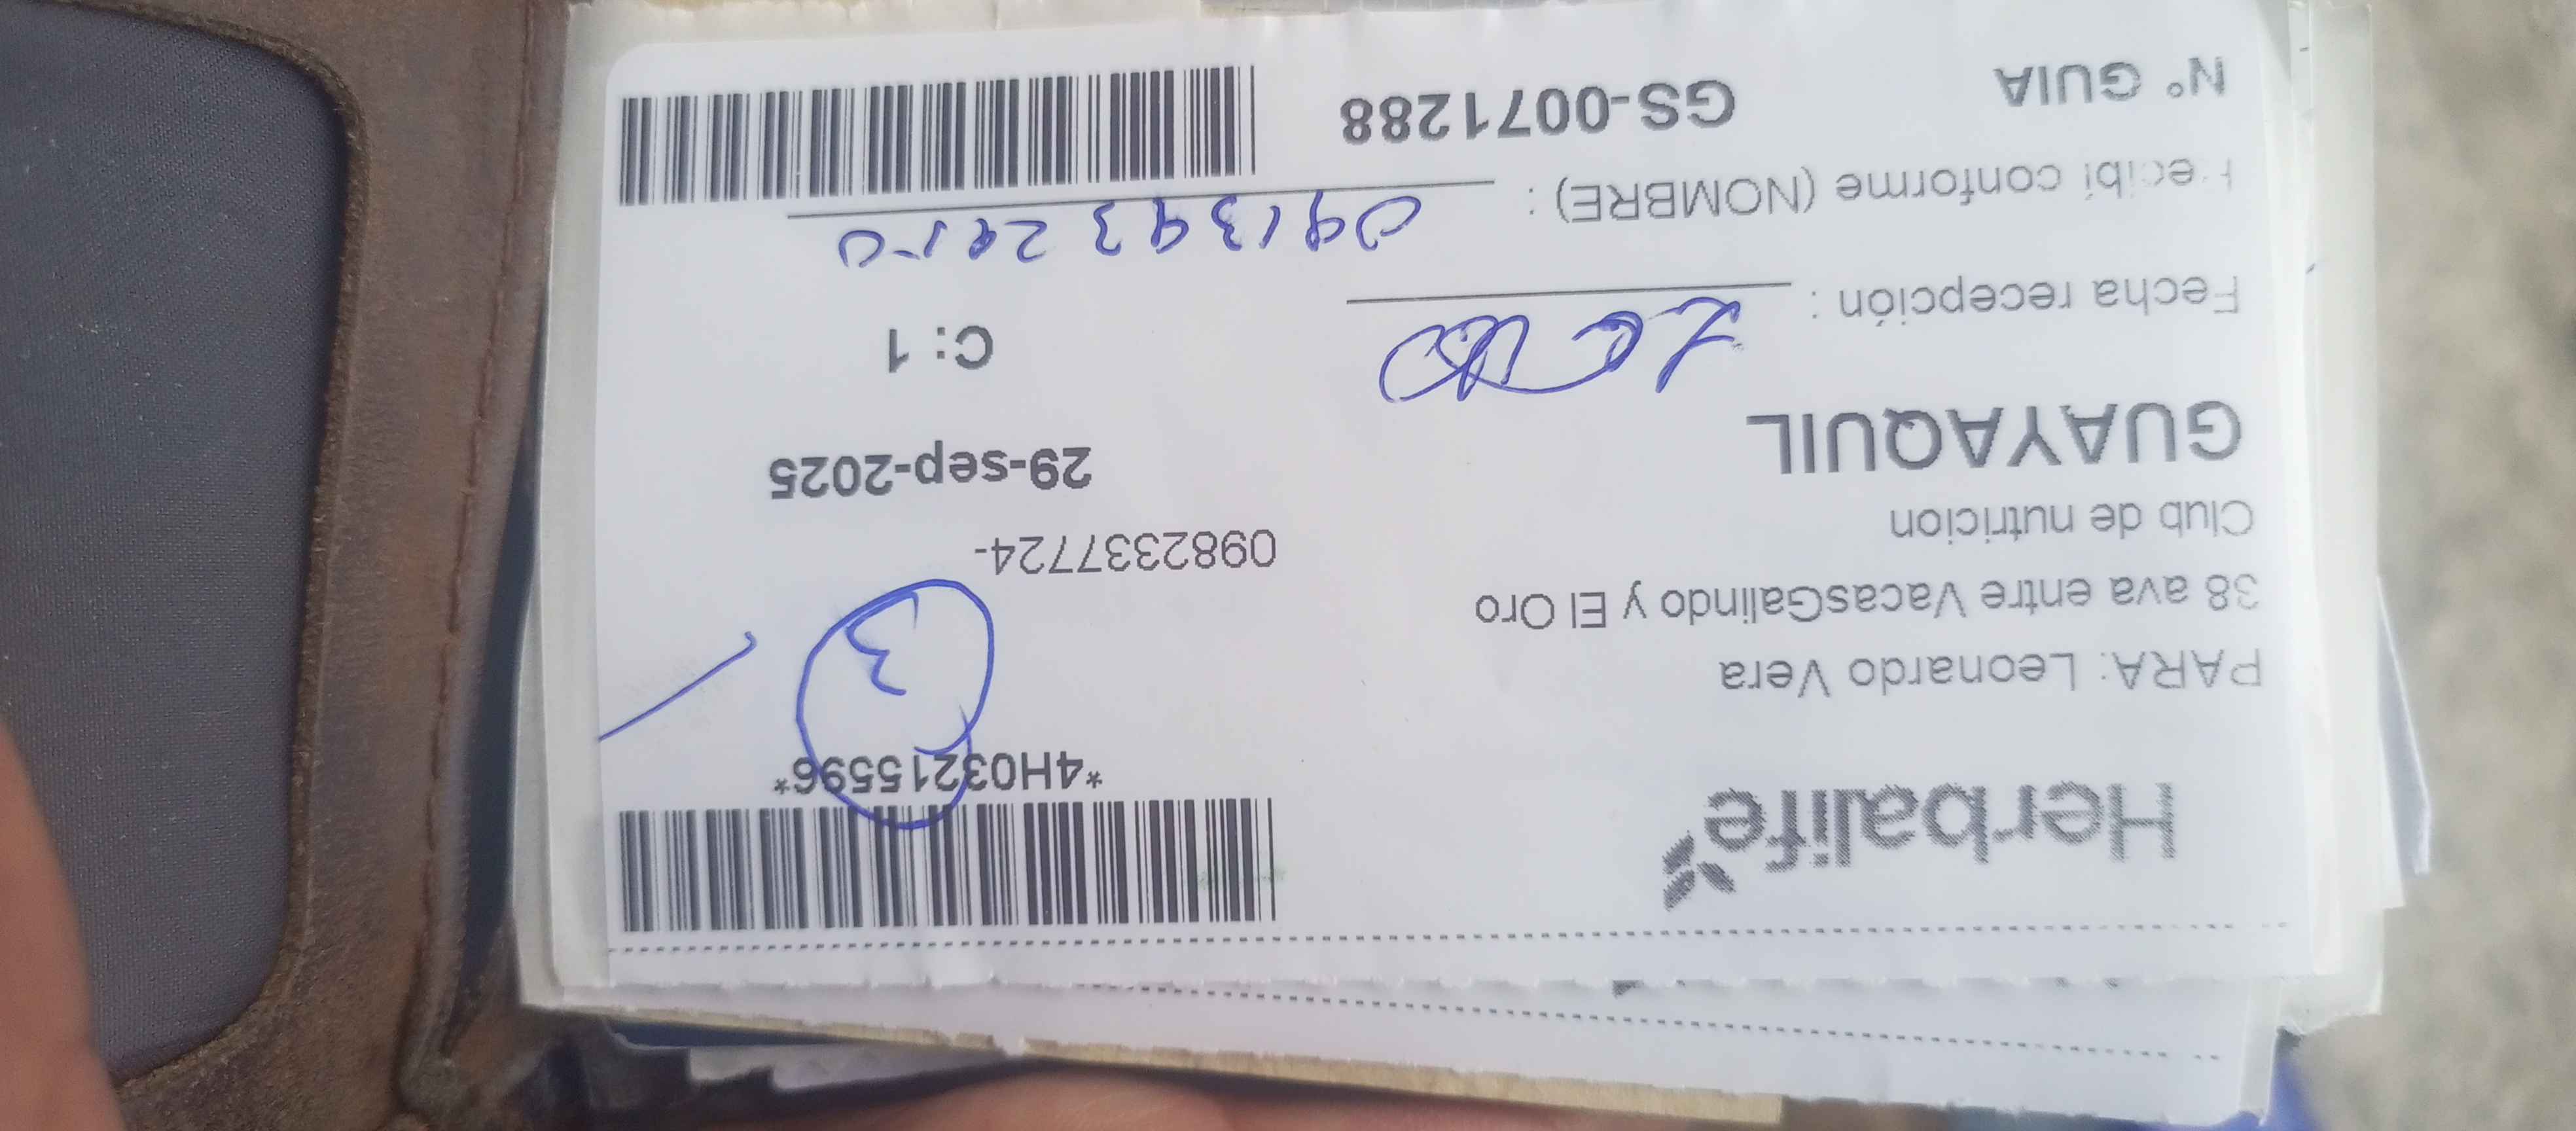 Herbalife
*4H03215596*
PARA: Leonardo Vera
3
38 ava entre VacasGalindo y El Oro
0982337724-
Club de nutricion
29-sep-2025
GUAYAQUIL
C: 1
Fecha recepción :
Recibí conforme (NOMBRE) :
Nº GUIA
GS-0071288